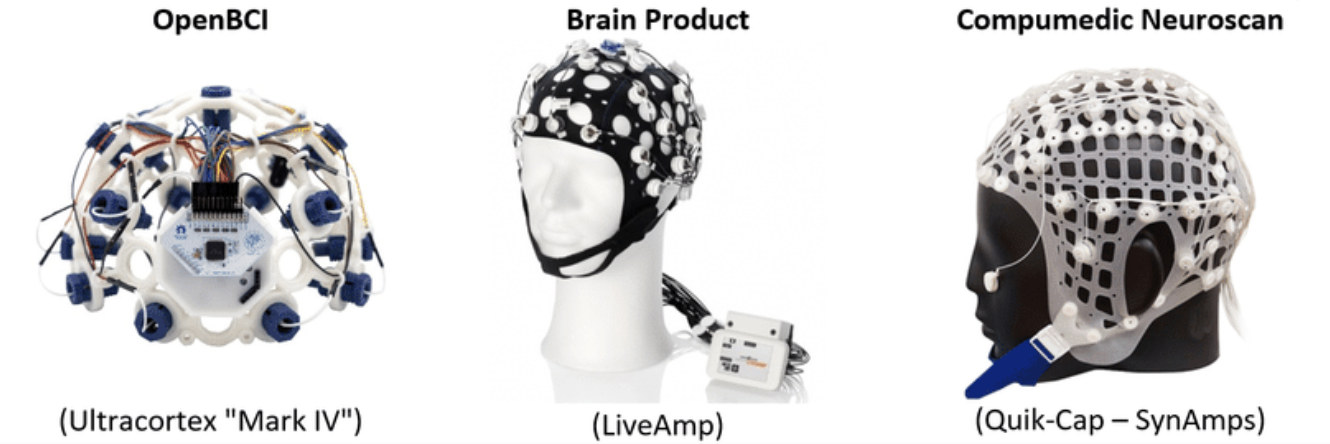 OpenBCI
Brain Product
Compumedic Neuroscan
(Ultracortex "Mark IV")
(LiveAmp)
(Quik-Cap – SynAmps)